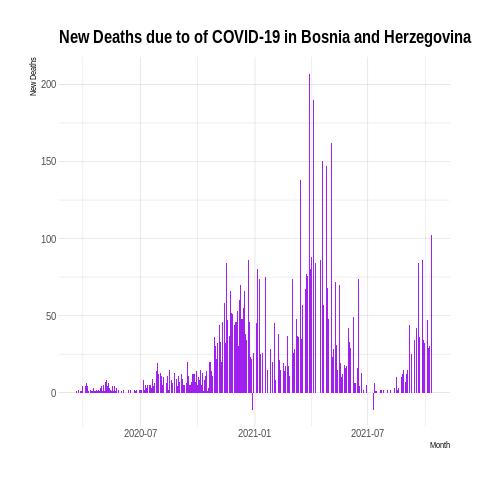 New Deaths due to of COVID-19 in Bosnia and Herzegovina
New Deaths
200
150
100
50
0
2020-07 2021-01 2021-07
Month